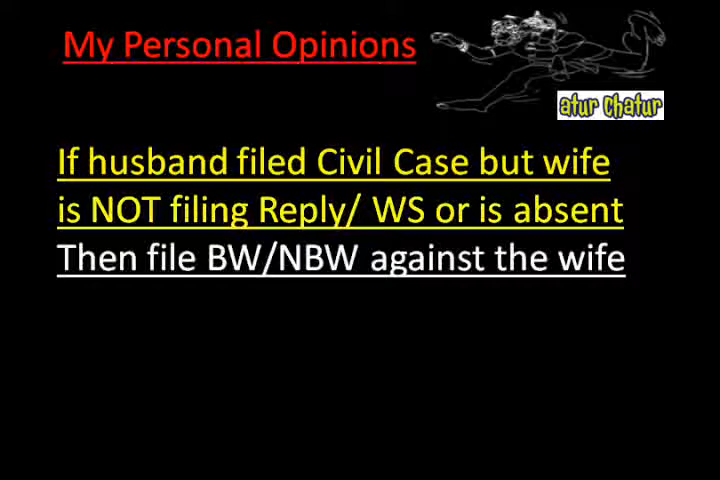 My Personal Opinions
atur chatur
If husband filed Civil Case but wife
is NOT filing Reply/ WS or is absent
Then file BW/NBW against the wife